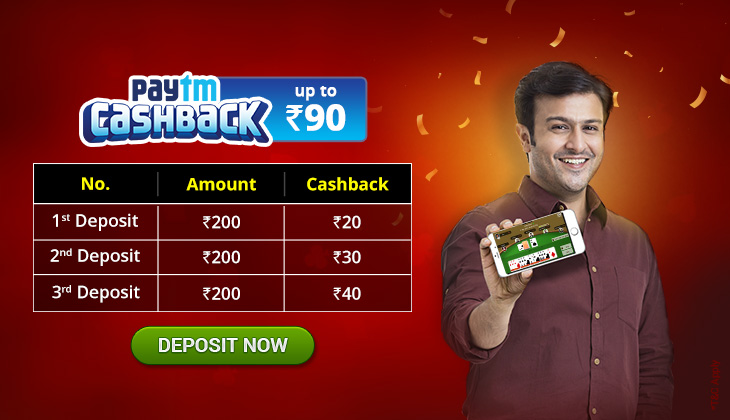 Paytm
CASHBACK
up to
₹90
No. Amount Cashback
1st Deposit ₹200 ₹20
2nd Deposit ₹200 ₹30
3rd Deposit ₹200 ₹40
DEPOSIT NOW